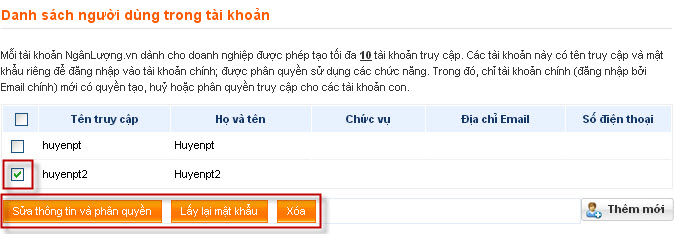 Danh sách người dùng trong tài khoản
Mỗi tài khoản NgânLượng.vn dành cho doanh nghiệp được phép tạo tối đa 10 tài khoản truy cập. Các tài khoản này có tên truy cập và mật
khẩu riêng để đăng nhập vào tài khoản chính; được phân quyền sử dụng các chức năng. Trong đó, chỉ tài khoản chính (đăng nhập bởi
Email chính) mới có quyền tạo, huỷ hoặc phân quyền truy cập cho các tài khoản con.
Tên truy cập Họ và tên Chức vụ Địa chỉ Email Số điện thoại
huyenpt Huyenpt
huyenpt2 Huyenpt2
Sửa thông tin và phân quyền Lấy lại mật khẩu Xóa Thêm mới